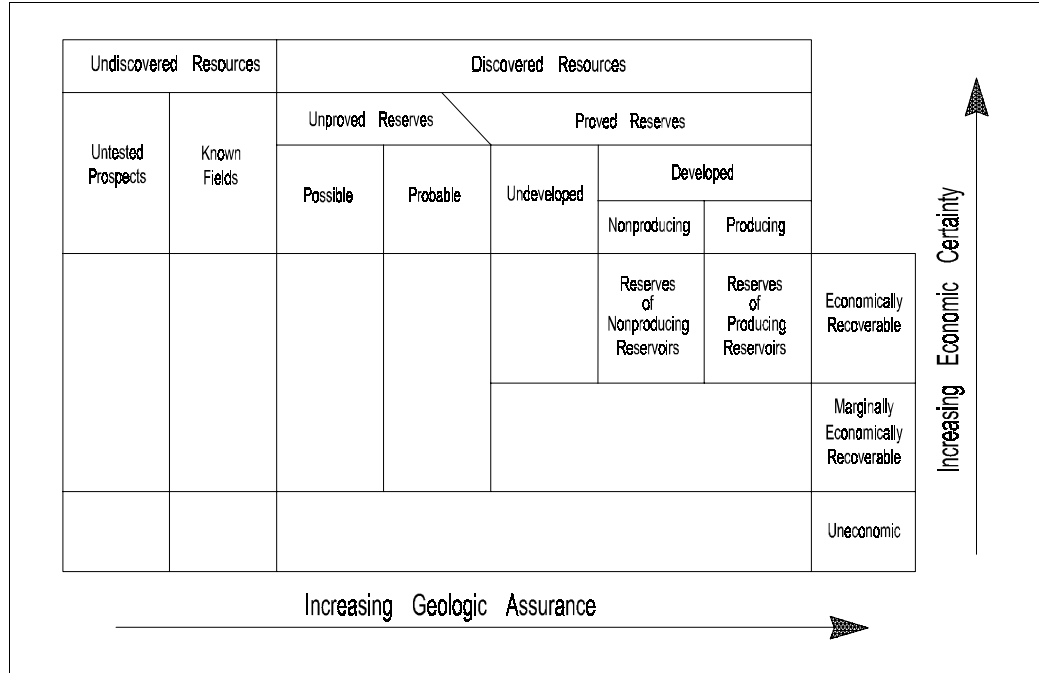 Undiscovered Resources
Discovered Resources
Unproved Reserves
Proved Reserves
Untested
Prospects
Known
Fields
Possible
Probable
Undeveloped
Developed
Nonproducing
Producing
Reserves
of
Nonproducing
Reservoirs
Reserves
of
Producing
Reservoirs
Economically
Recoverable
Marginally
Economically
Recoverable
Uneconomic
Increasing Economic Certainty
Increasing Geologic Assurance